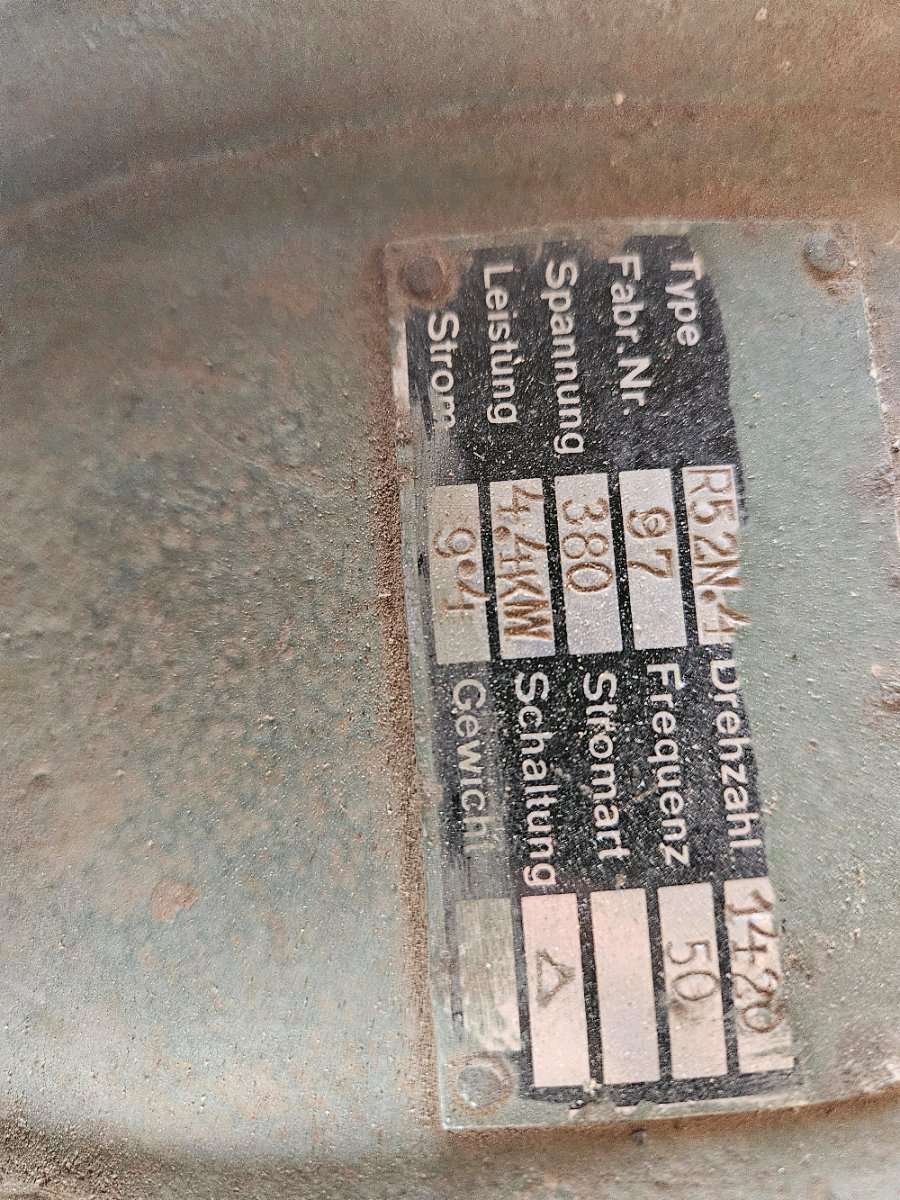 Type R52N.4 Drehzahl. 1420
Fabr.Nr. 97 Frequenz 50
Spannung 380 Stromart
Leistung 4.4KW Schaltung △
Strom 9.4 Gewicht